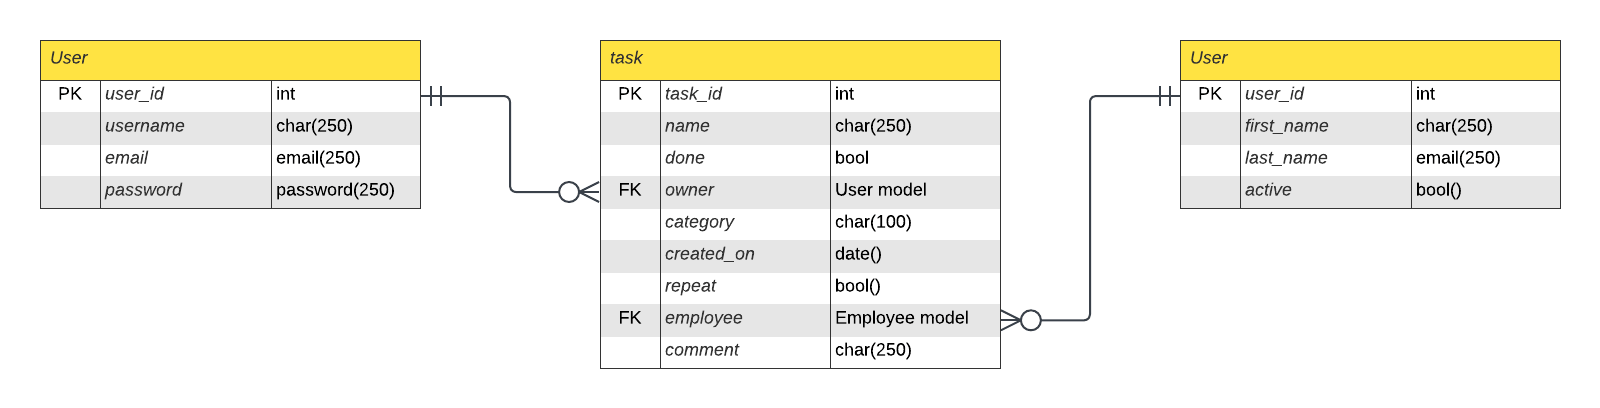 User
PK user_id int
username char(250)
email email(250)
password password(250)
task
PK task_id int
name char(250)
done bool
FK owner User model
category char(100)
created_on date()
repeat bool()
FK employee Employee model
comment char(250)
User
PK user_id int
first_name char(250)
last_name email(250)
active bool()